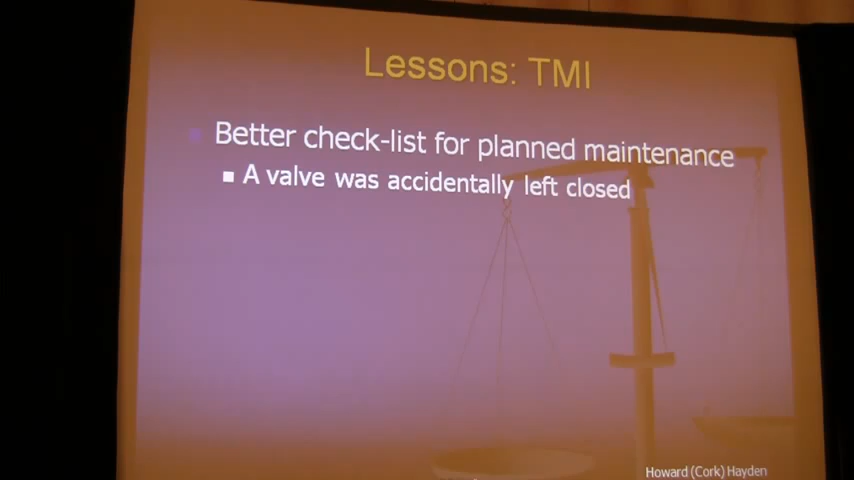 Lessons: TMI
Better check-list for planned maintenance
A valve was accidentally left closed
Howard (Cork) Hayden